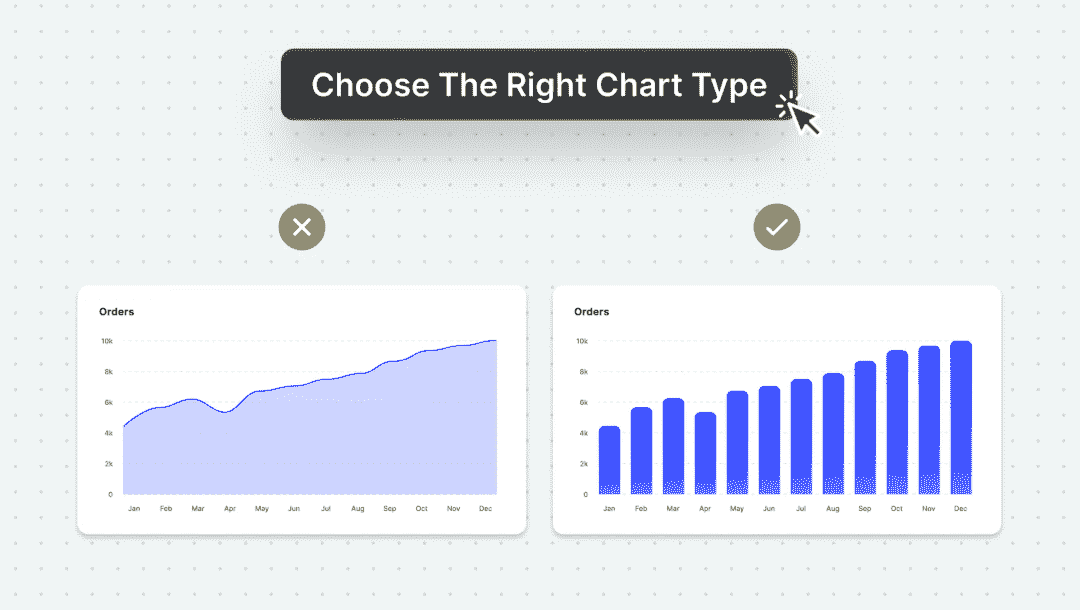 Choose The Right Chart Type
Orders
10k
8k
6k
4k
2k
0
Jan Feb Mar Apr May Jun Jul Aug Sep Oct Nov Dec
Orders
10k
8k
6k
4k
2k
0
Jan Feb Mar Apr May Jun Jul Aug Sep Oct Nov Dec